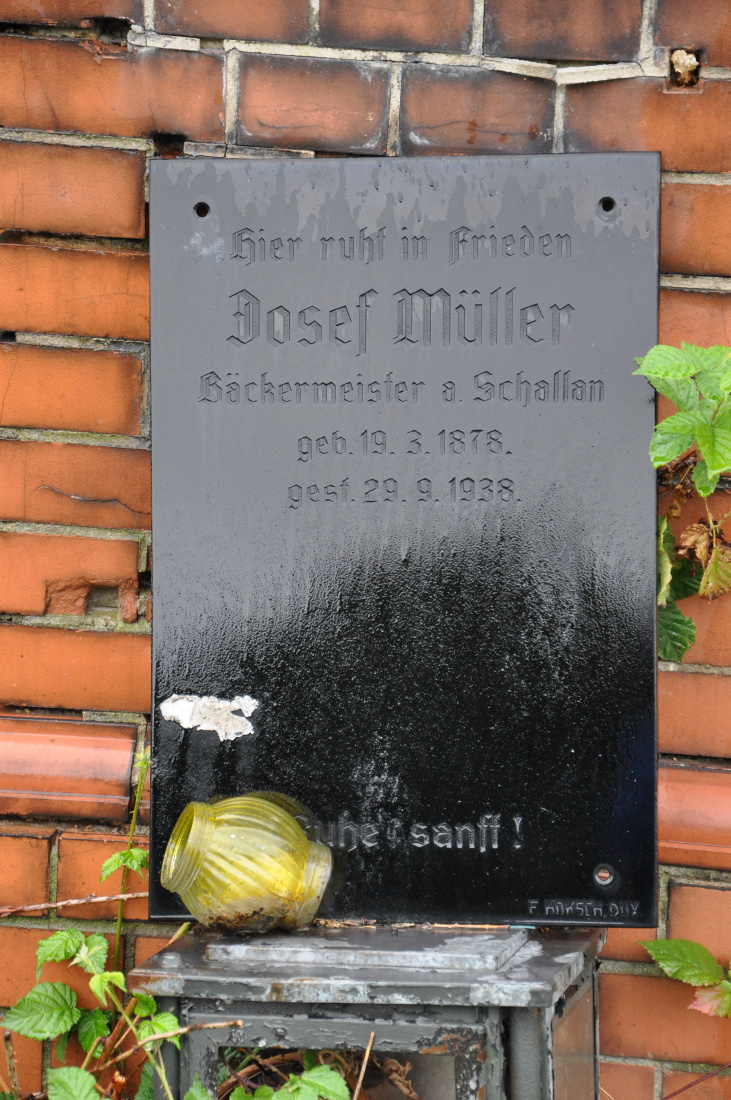 Hier ruht in Frieden
Josef Müller
Bäckermeister a. Schallan
geb. 19. 3. 1878.
gest. 29. 9. 1938.
sanft!